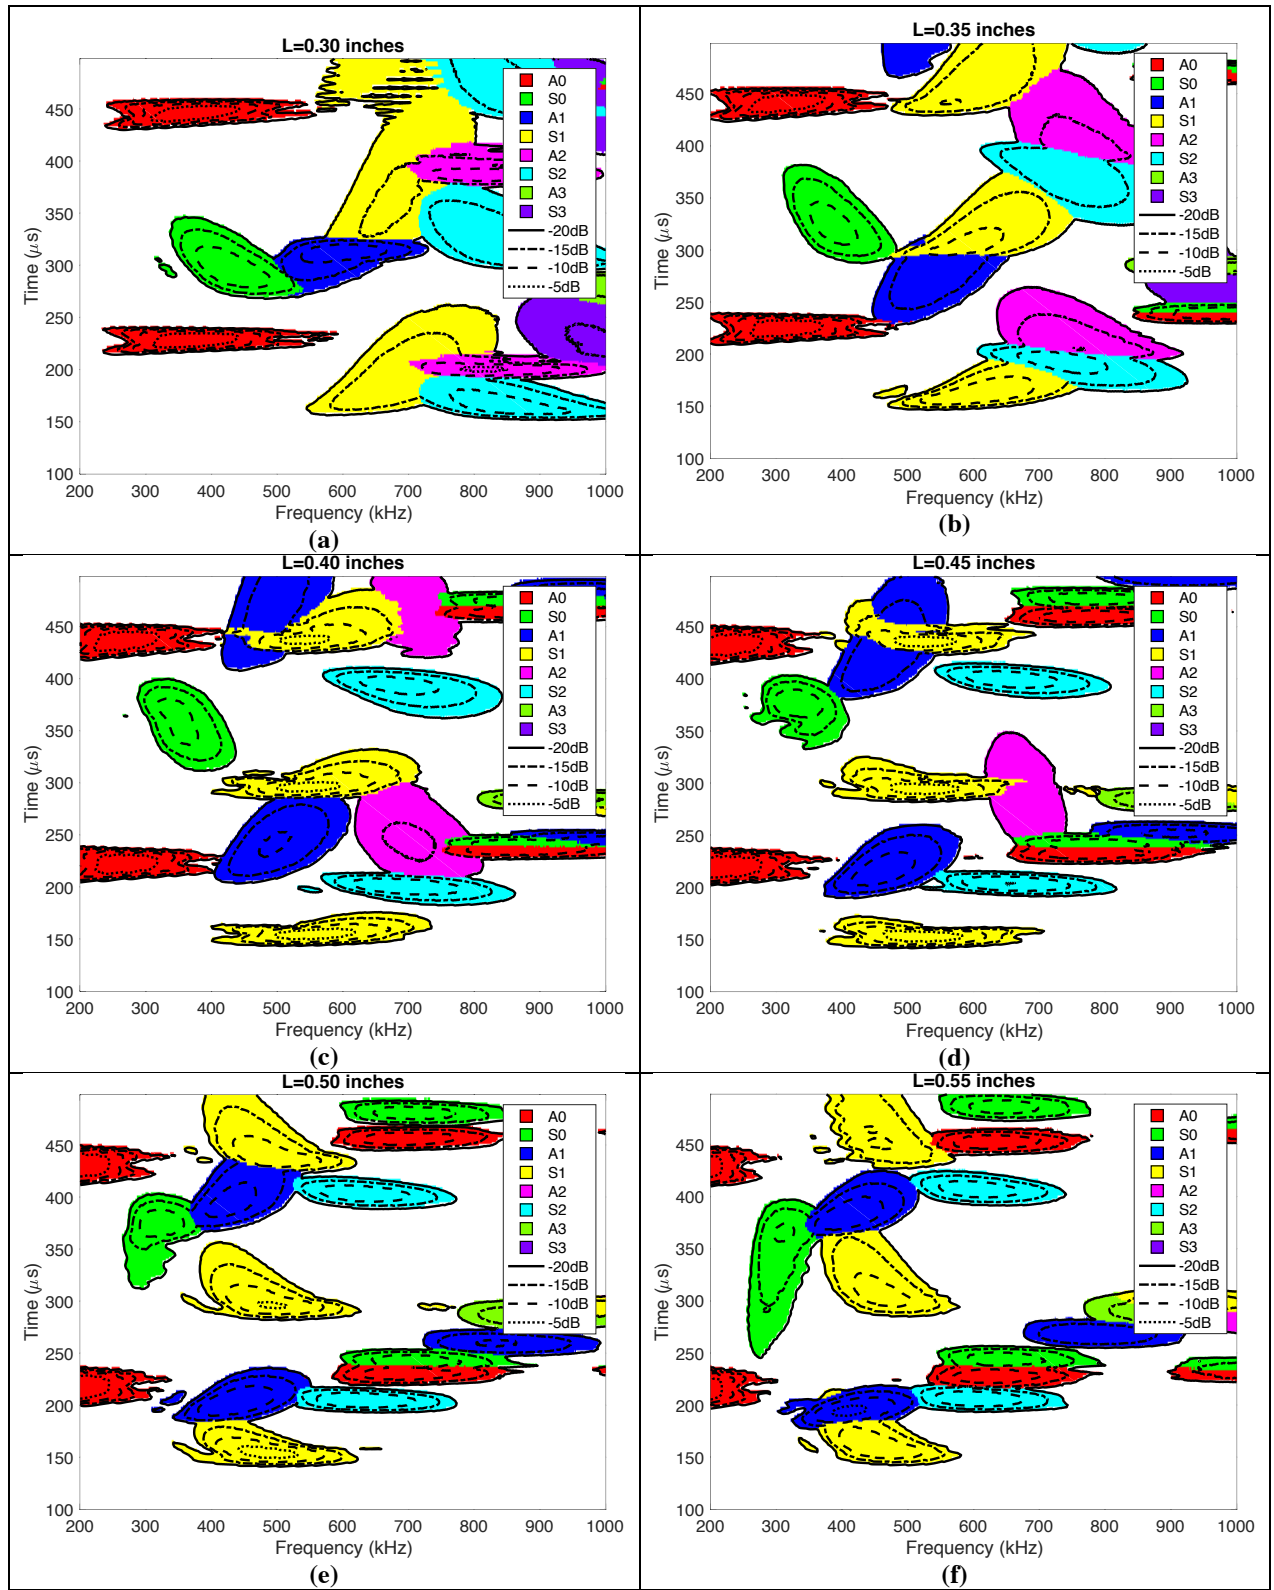 L=0.30 inches
Time (μs)
450
400
350
300
250
200
150
100
200 300 400 500 600 700 800 900 1000
Frequency (kHz)
A0
S0
A1
S1
A2
S2
A3
S3
-20dB
-15dB
-10dB
-5dB
(a)
L=0.35 inches
Time (μs)
450
400
350
300
250
200
150
100
200 300 400 500 600 700 800 900 1000
Frequency (kHz)
A0
S0
A1
S1
A2
S2
A3
S3
-20dB
-15dB
-10dB
-5dB
(b)
L=0.40 inches
Time (μs)
450
400
350
300
250
200
150
100
200 300 400 500 600 700 800 900 1000
Frequency (kHz)
A0
S0
A1
S1
A2
S2
A3
S3
-20dB
-15dB
-10dB
-5dB
(c)
L=0.45 inches
Time (μs)
450
400
350
300
250
200
150
100
200 300 400 500 600 700 800 900 1000
Frequency (kHz)
A0
S0
A1
S1
A2
S2
A3
S3
-20dB
-15dB
-10dB
-5dB
(d)
L=0.50 inches
Time (μs)
450
400
350
300
250
200
150
100
200 300 400 500 600 700 800 900 1000
Frequency (kHz)
A0
S0
A1
S1
A2
S2
A3
S3
-20dB
-15dB
-10dB
-5dB
(e)
L=0.55 inches
Time (μs)
450
400
350
300
250
200
150
100
200 300 400 500 600 700 800 900 1000
Frequency (kHz)
A0
S0
A1
S1
A2
S2
A3
S3
-20dB
-15dB
-10dB
-5dB
(f)